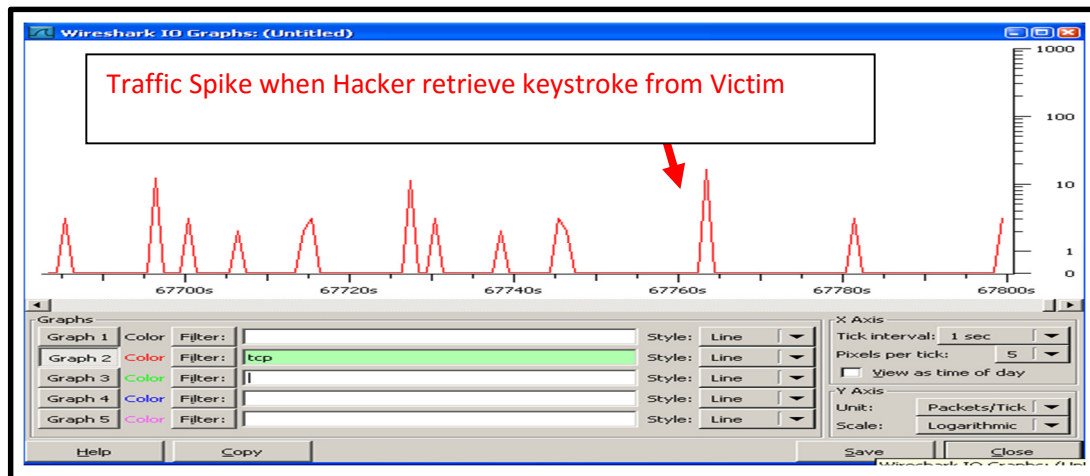 Wireshark IO Graphs: (Untitled)
Traffic Spike when Hacker retrieve keystroke from Victim
1000
100
10
1
0
67700s 67720s 67740s 67760s 67780s 67800s
Graphs
Graph 1 Color Filter: Style: Line
Graph 2 Color Filter: tcp Style: Line
Graph 3 Color Filter: Style: Line
Graph 4 Color Filter: Style: Line
Graph 5 Color Filter: Style: Line
X Axis
Tick interval: 1 sec
Pixels per tick: 5
View as time of day
Y Axis
Unit: Packets/Tick
Scale: Logarithmic
Help Copy Save Close
Wireshark IO Graphs: